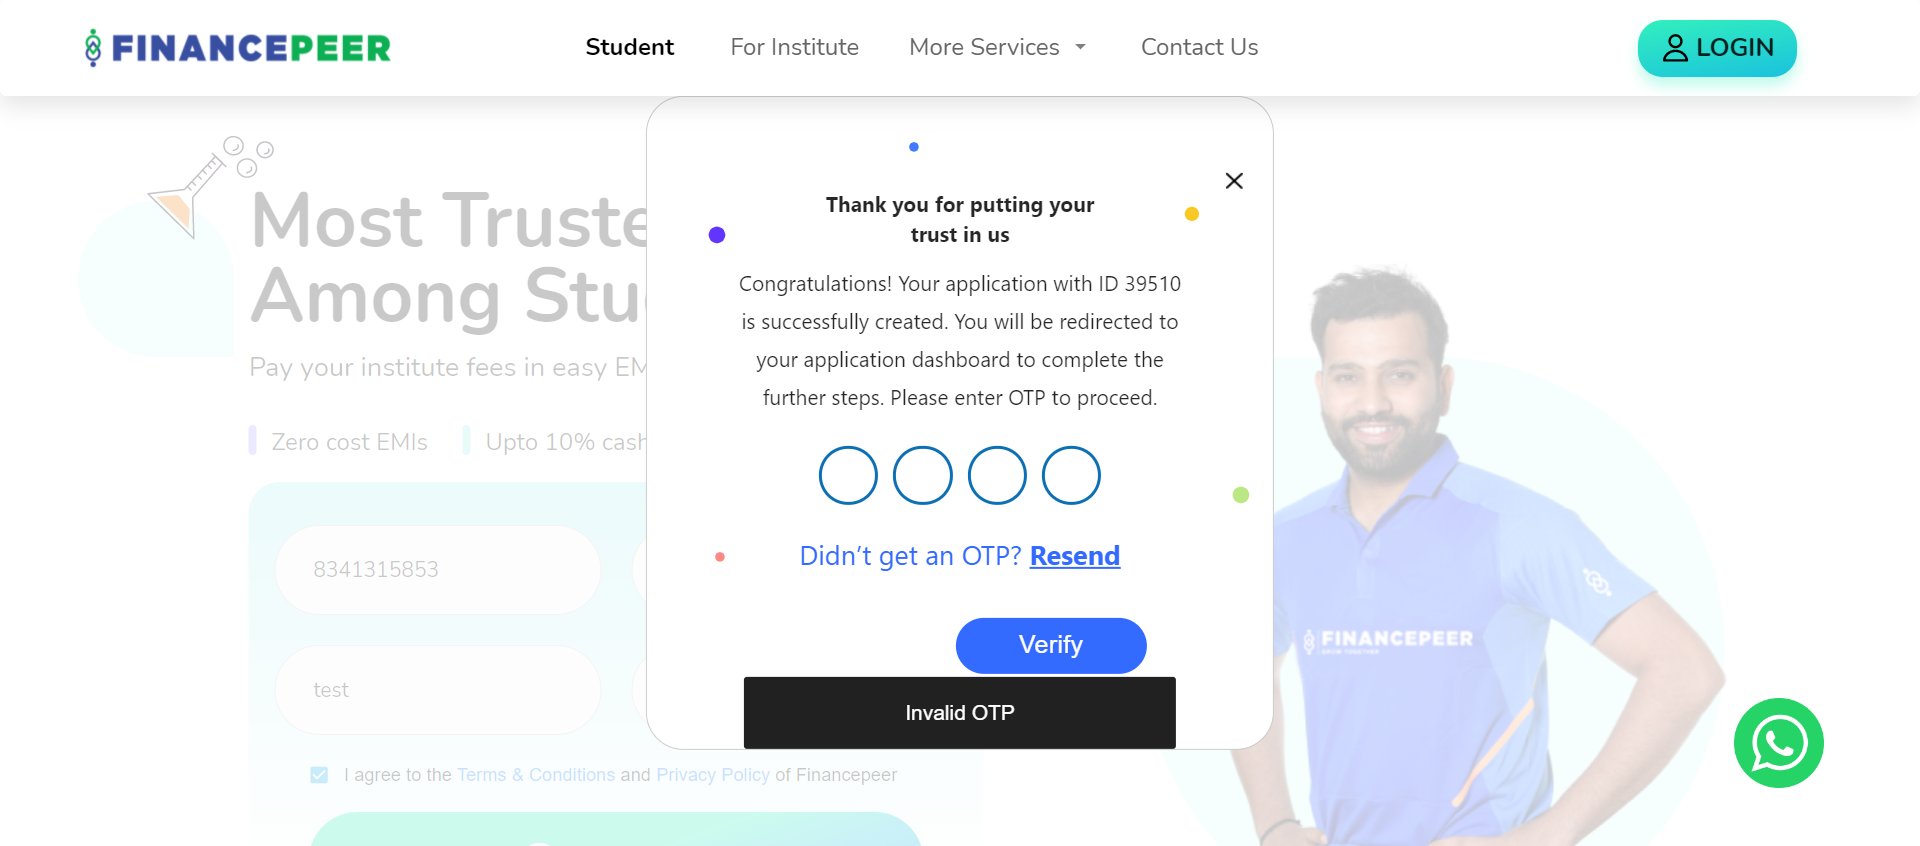 FINANCEPEER
Student
For Institute
More Services
Contact Us
LOGIN
Most Truste
Among Stu
Pay your institute fees in easy EM
Zero cost EMIs
Upto 10% cash
8341315853
test
I agree to the Terms & Conditions and Privacy Policy of Financepeer
Thank you for putting your
trust in us
Congratulations! Your application with ID 39510
is successfully created. You will be redirected to
your application dashboard to complete the
further steps. Please enter OTP to proceed.
Didn’t get an OTP? Resend
Verify
Invalid OTP
FINANCEPEER
GROW TOGETHER